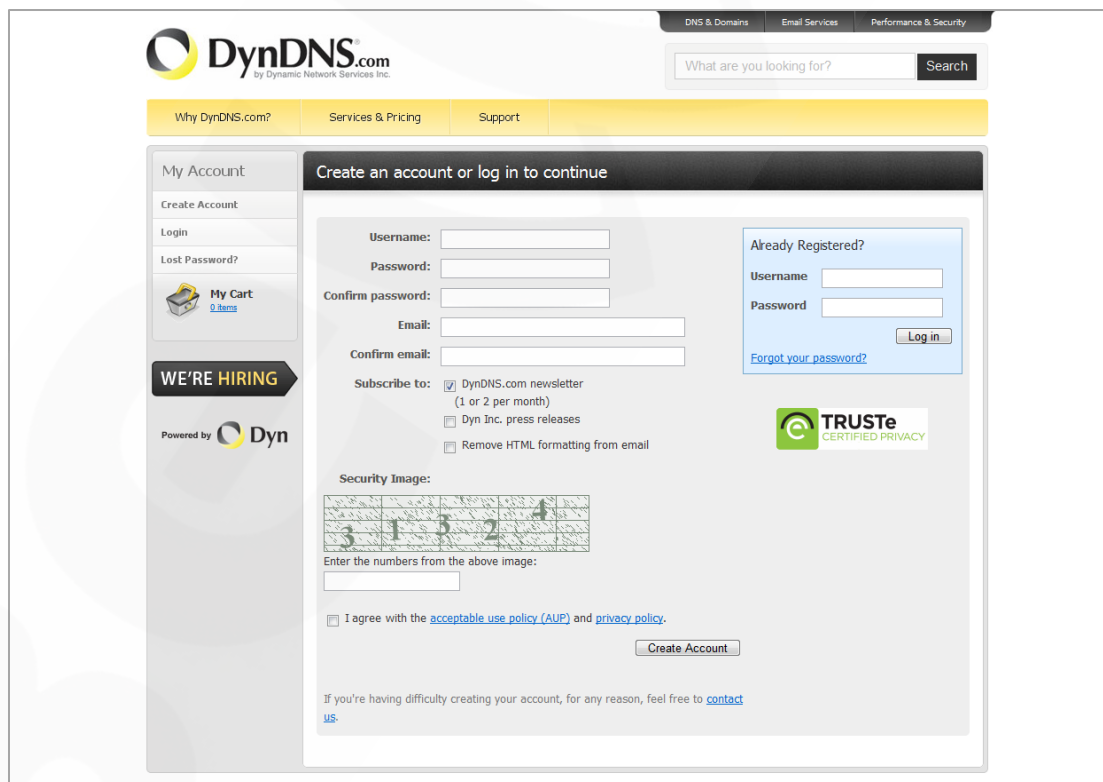 DNS & Domains
Email Services
Performance & Security
DynDNS.com
by Dynamic Network Services Inc.
What are you looking for?
Search
Why DynDNS.com?
Services & Pricing
Support
My Account
Create Account
Login
Lost Password?
My Cart
0 items
WE'RE HIRING
Powered by Dyn
Create an account or log in to continue
Username:
Password:
Confirm password:
Email:
Confirm email:
Subscribe to:
DynDNS.com newsletter
(1 or 2 per month)
Dyn Inc. press releases
Remove HTML formatting from email
Security Image:
3 1 3 2 4
Enter the numbers from the above image:
I agree with the acceptable use policy (AUP) and privacy policy.
Create Account
If you're having difficulty creating your account, for any reason, feel free to contact
us.
Already Registered?
Username
Password
Log in
Forgot your password?
TRUSTe
CERTIFIED PRIVACY